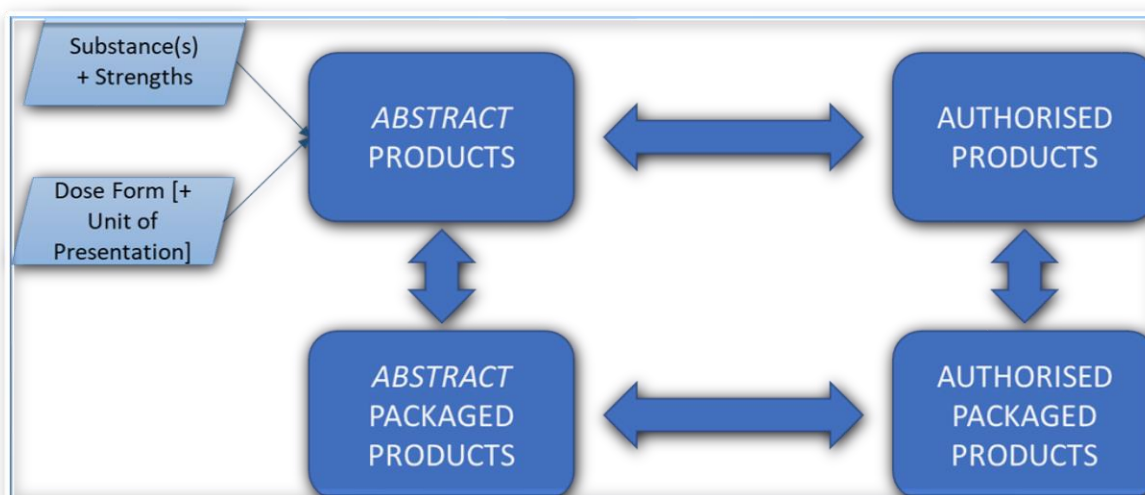 Substance(s)
+ Strengths
ABSTRACT
PRODUCTS
AUTHORISED
PRODUCTS
Dose Form [+
Unit of
Presentation]
ABSTRACT
PACKAGED
PRODUCTS
AUTHORISED
PACKAGED
PRODUCTS